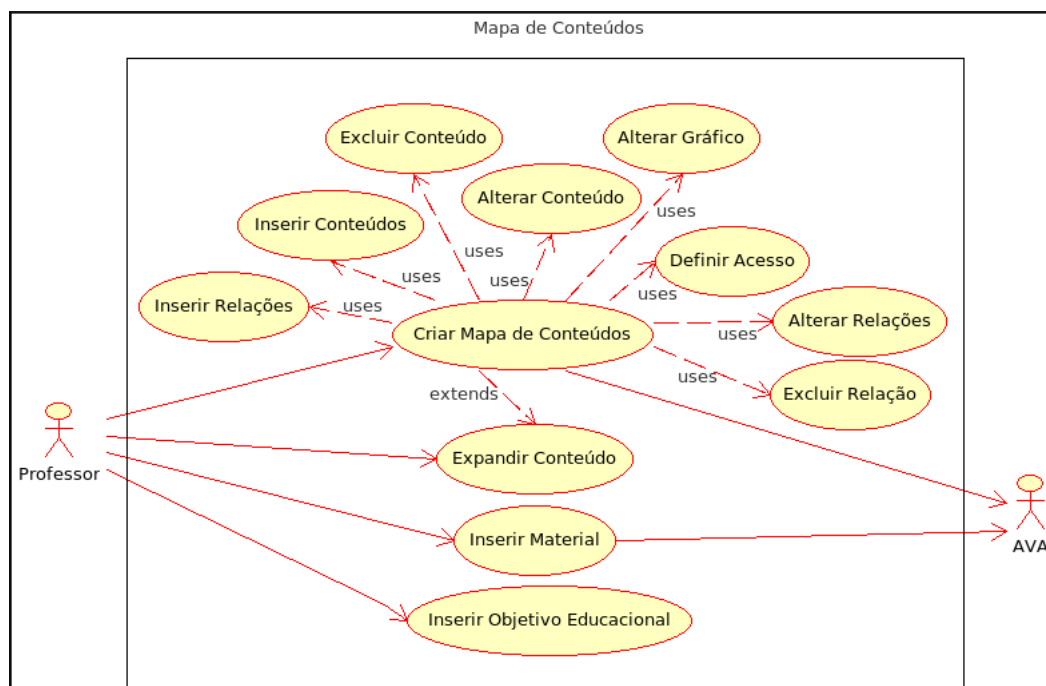 Mapa de Conteúdos
Excluir Conteúdo
Alterar Gráfico
Alterar Conteúdo
uses
Inserir Conteúdos
uses
Definir Acesso
uses
uses
uses
Inserir Relações
uses
Criar Mapa de Conteúdos
Alterar Relações
uses
uses
Excluir Relação
extends
Expandir Conteúdo
Professor
Inserir Material
AVA
Inserir Objetivo Educacional